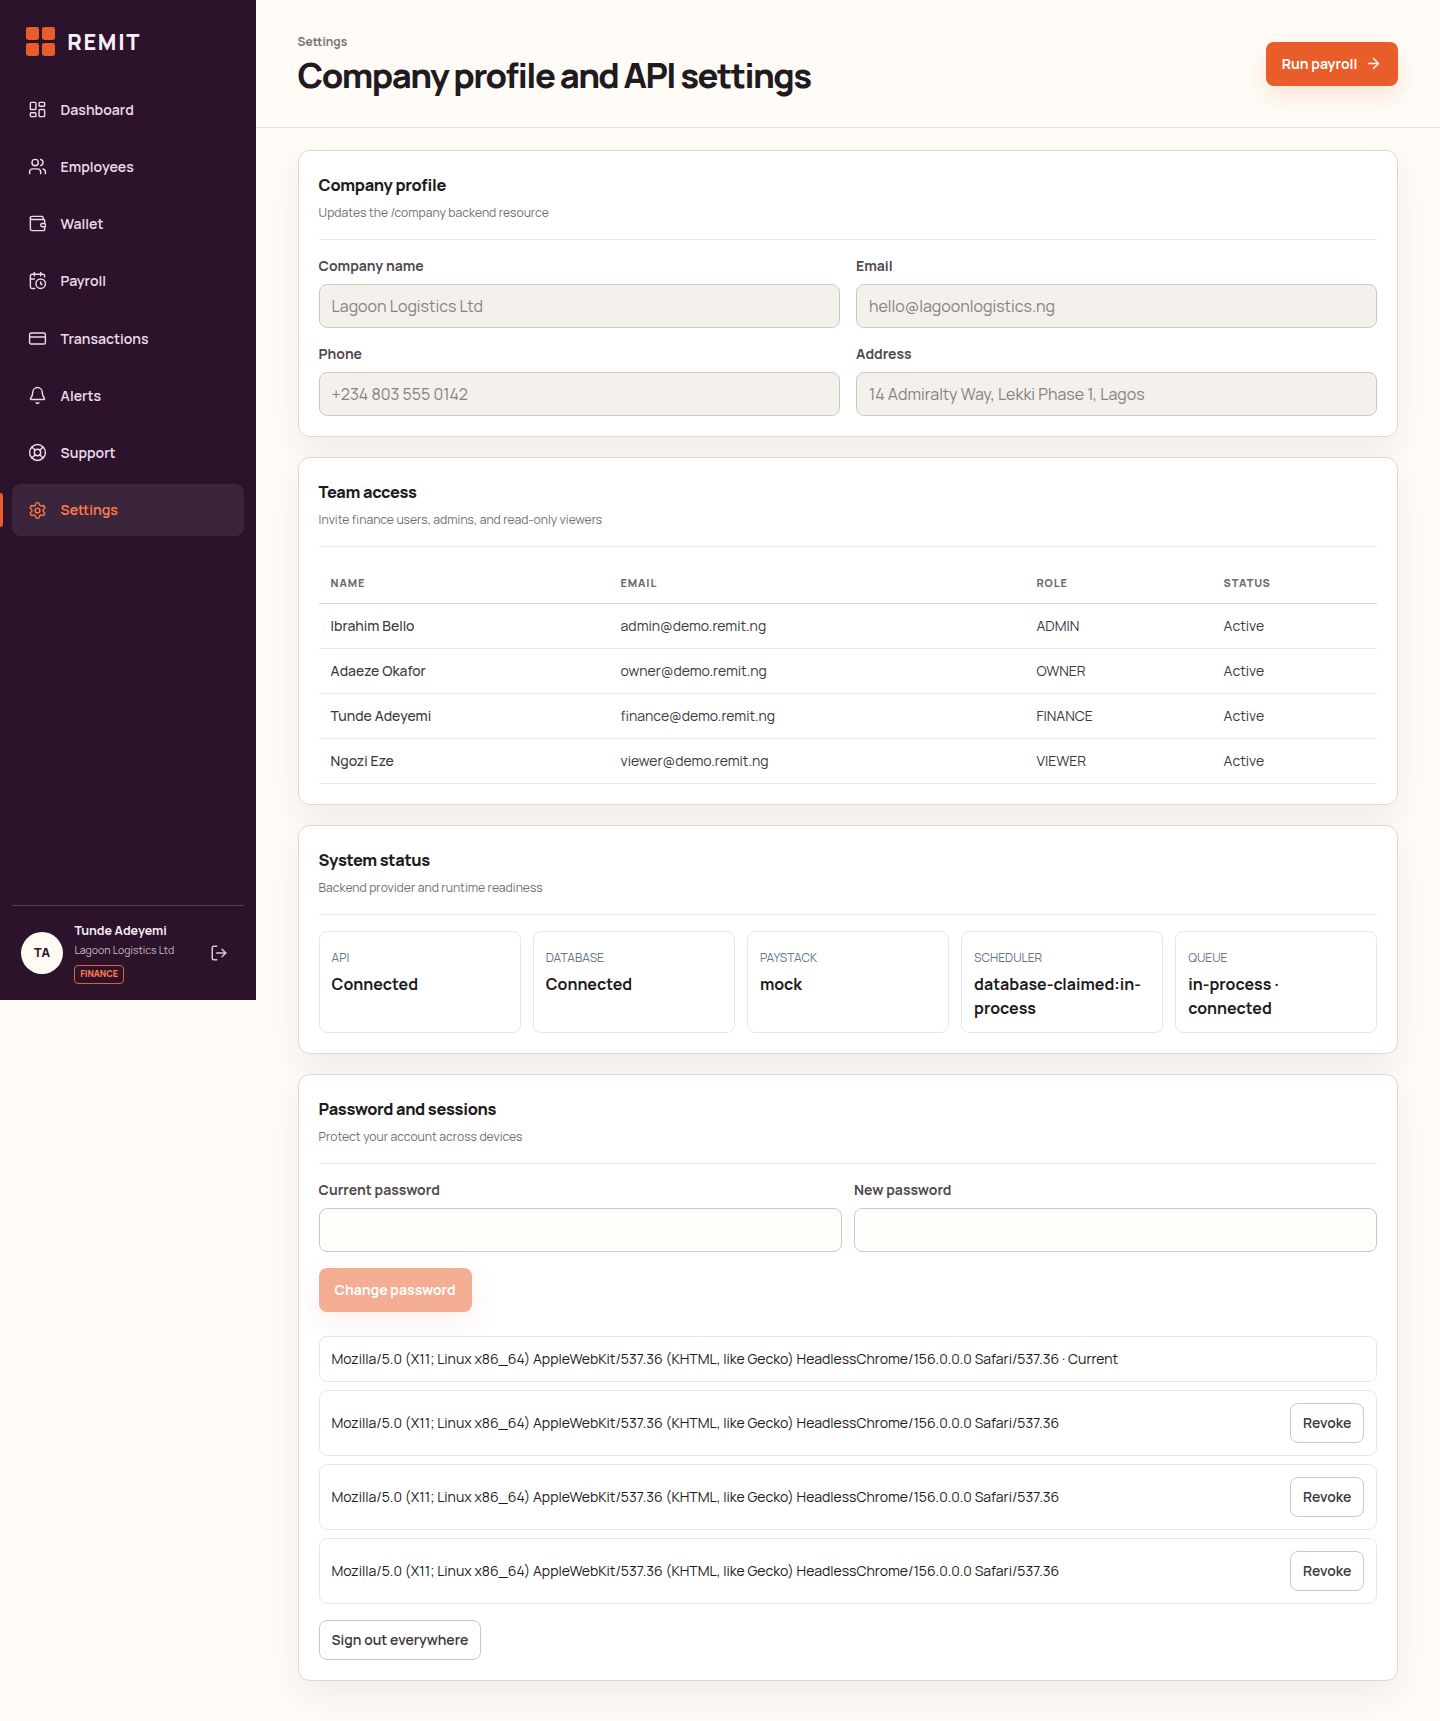 REMIT
Dashboard
Employees
Wallet
Payroll
Transactions
Alerts
Support
Settings
TA
Tunde Adeyemi
Lagoon Logistics Ltd
FINANCE
Settings
Company profile and API settings
Run payroll
Company profile
Updates the /company backend resource
Company name
Email
Lagoon Logistics Ltd
hello@lagoonlogistics.ng
Phone
Address
+234 803 555 0142
14 Admiralty Way, Lekki Phase 1, Lagos
Team access
Invite finance users, admins, and read-only viewers
NAME EMAIL ROLE STATUS
Ibrahim Bello admin@demo.remit.ng ADMIN Active
Adaeze Okafor owner@demo.remit.ng OWNER Active
Tunde Adeyemi finance@demo.remit.ng FINANCE Active
Ngozi Eze viewer@demo.remit.ng VIEWER Active
System status
Backend provider and runtime readiness
API
Connected
DATABASE
Connected
PAYSTACK
mock
SCHEDULER
database-claimed:in-
process
QUEUE
in-process ·
connected
Password and sessions
Protect your account across devices
Current password
New password
Change password
Mozilla/5.0 (X11; Linux x86_64) AppleWebKit/537.36 (KHTML, like Gecko) HeadlessChrome/156.0.0.0 Safari/537.36 · Current
Mozilla/5.0 (X11; Linux x86_64) AppleWebKit/537.36 (KHTML, like Gecko) HeadlessChrome/156.0.0.0 Safari/537.36 Revoke
Mozilla/5.0 (X11; Linux x86_64) AppleWebKit/537.36 (KHTML, like Gecko) HeadlessChrome/156.0.0.0 Safari/537.36 Revoke
Mozilla/5.0 (X11; Linux x86_64) AppleWebKit/537.36 (KHTML, like Gecko) HeadlessChrome/156.0.0.0 Safari/537.36 Revoke
Sign out everywhere